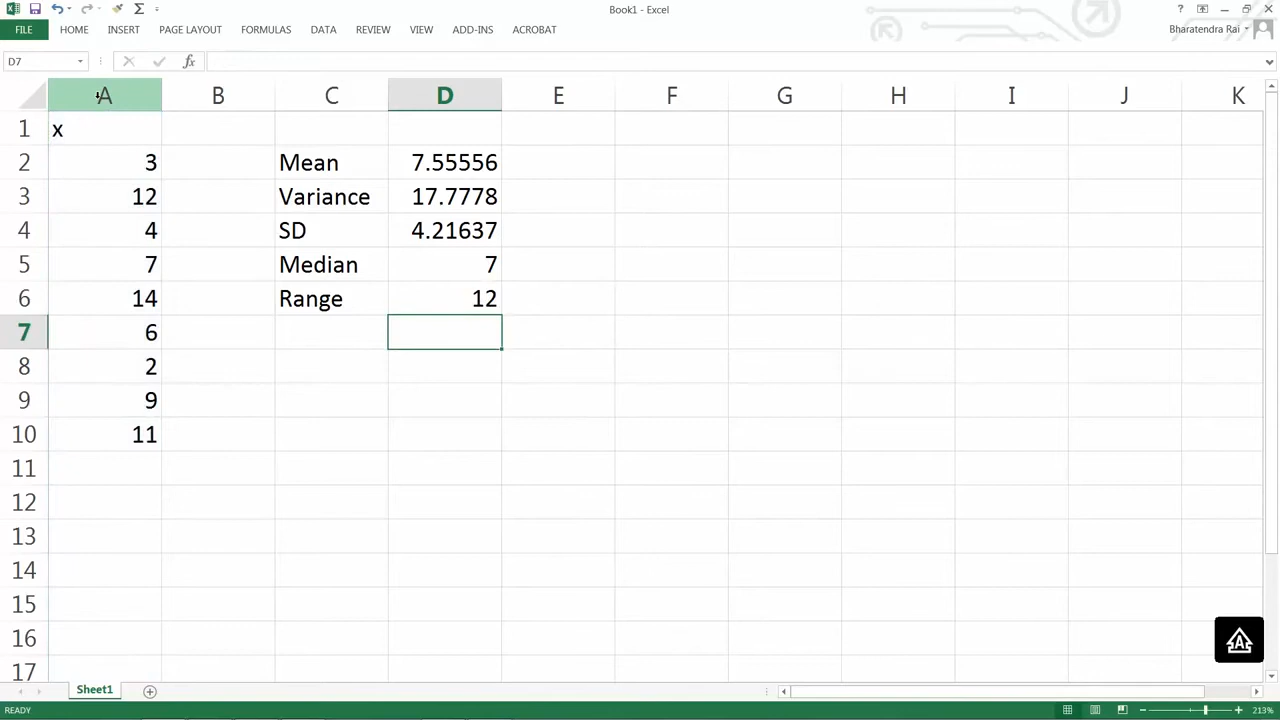 Book1 - Excel
FILE HOME INSERT PAGE LAYOUT FORMULAS DATA REVIEW VIEW ADD-INS ACROBAT Bharatendra Rai
D7
A B C D E F G H I J K
1 x
2 3 Mean 7.55556
3 12 Variance 17.7778
4 4 SD 4.21637
5 7 Median 7
6 14 Range 12
7 6
8 2
9 9
10 11
11
12
13
14
15
16
17
Sheet1
READY 213%